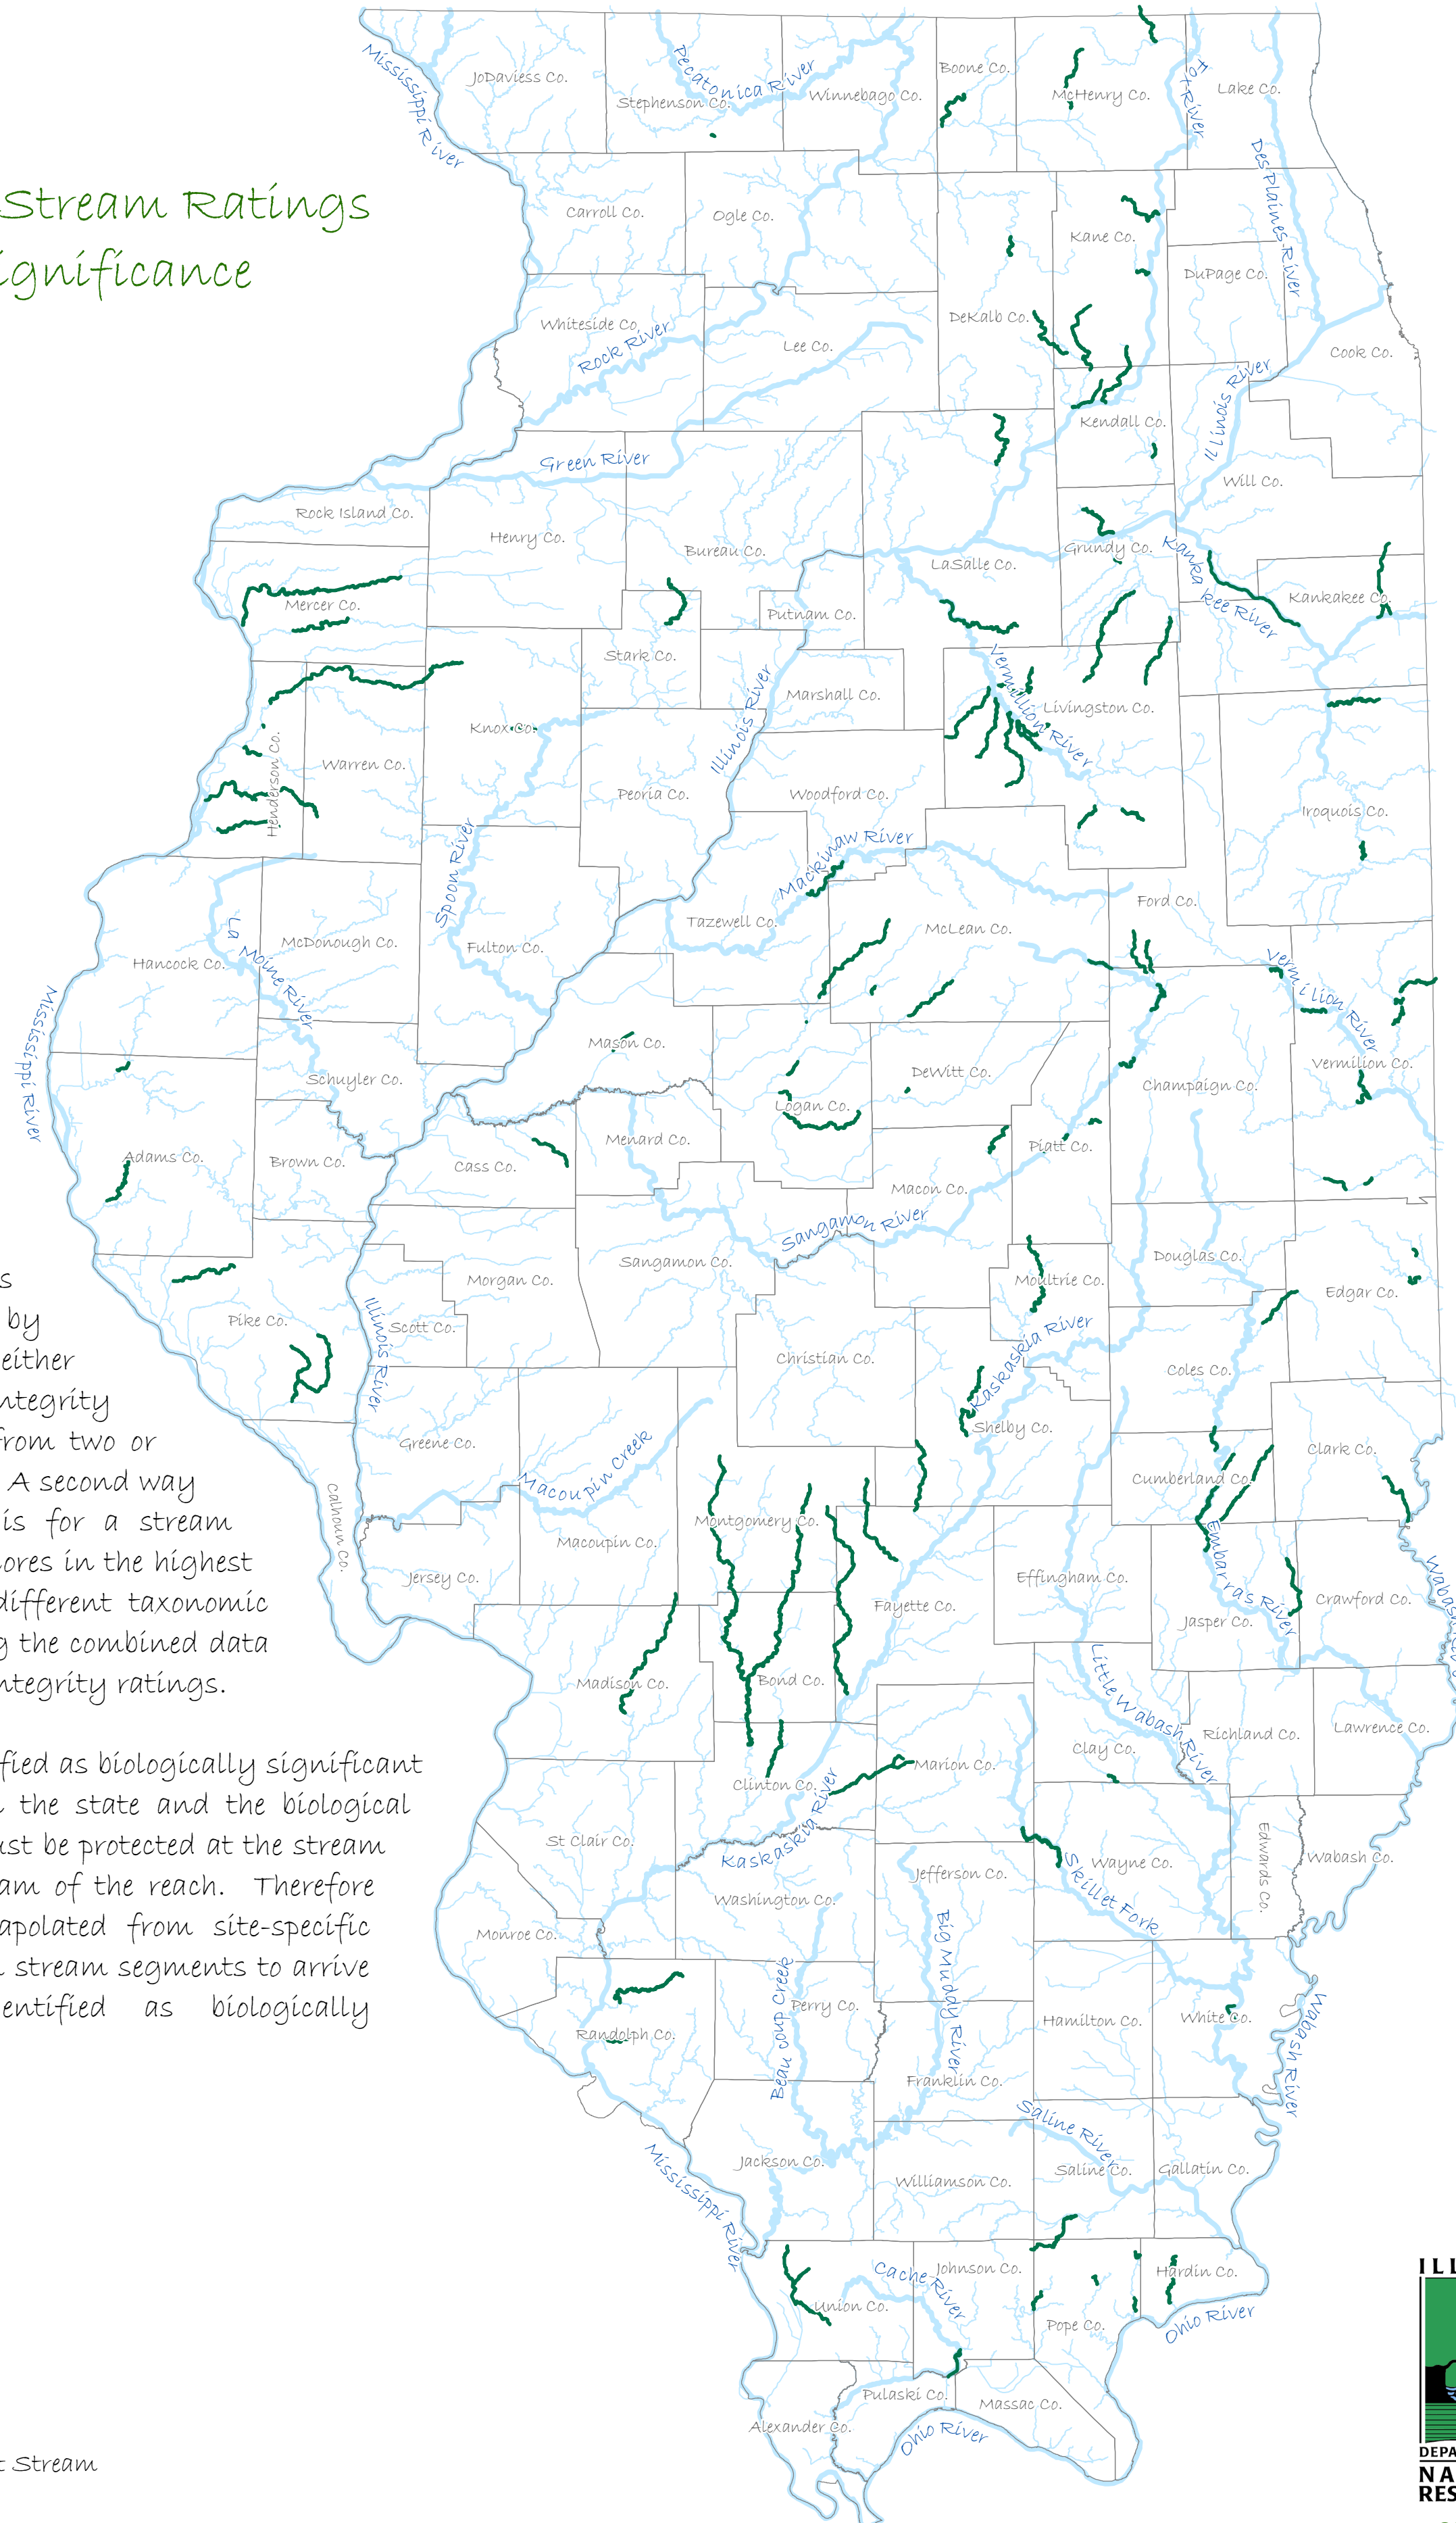 Stream Ratings
ignificance
s
by
either
ntegrity
from two or
A second way
is for a stream
ores in the highest
different taxonomic
g the combined data
ntegrity ratings.
fied as biologically significant
the state and the biological
ust be protected at the stream
am of the reach. Therefore
apolated from site-specific
stream segments to arrive
entified as biologically
t Stream
JoDaviess Co.
Stephenson Co.
Winnebago Co.
Boone Co.
McHenry Co.
Lake Co.
Mississippi River
Pecatonica River
Fox River
Des Plaines River
Carroll Co.
Ogle Co.
Kane Co.
DuPage Co.
DeKalb Co.
Whiteside Co.
Rock River
Lee Co.
Cook Co.
Kendall Co.
Illinois River
Green River
Will Co.
Rock Island Co.
Henry Co.
Bureau Co.
LaSalle Co.
Grundy Co.
Kankakee River
Kankakee Co.
Mercer Co.
Putnam Co.
Stark Co.
Marshall Co.
Vermillion River
Livingston Co.
Knox Co.
Illinois River
Henderson Co.
Warren Co.
Peoria Co.
Woodford Co.
Iroquois Co.
Spoon River
Mackinaw River
Ford Co.
Tazewell Co.
McLean Co.
Hancock Co.
La Moine River
McDonough Co.
Fulton Co.
Vermilion River
Mississippi River
Mason Co.
Schuyler Co.
DeWitt Co.
Champaign Co.
Vermilion Co.
Logan Co.
Adams Co.
Brown Co.
Cass Co.
Menard Co.
Piatt Co.
Macon Co.
Sangamon River
Sangamon Co.
Douglas Co.
Morgan Co.
Moultrie Co.
Edgar Co.
Pike Co.
Illinois River
Scott Co.
Christian Co.
Kaskaskia River
Coles Co.
Shelby Co.
Greene Co.
Macoupin Creek
Clark Co.
Cumberland Co.
Calhoun Co.
Montgomery Co.
Macoupin Co.
Embarras River
Jersey Co.
Effingham Co.
Fayette Co.
Jasper Co.
Crawford Co.
Madison Co.
Bond Co.
Little Wabash River
Richland Co.
Lawrence Co.
Clay Co.
Marion Co.
Clinton Co.
Kaskaskia River
St Clair Co.
Jefferson Co.
Skillet Fork
Wayne Co.
Edwards Co.
Wabash Co.
Washington Co.
Monroe Co.
Beaucoup Creek
Perry Co.
Big Muddy River
Hamilton Co.
White Co.
Wabash River
Randolph Co.
Franklin Co.
Saline River
Jackson Co.
Williamson Co.
Saline Co.
Gallatin Co.
Mississippi River
Cache River
Johnson Co.
Hardin Co.
Union Co.
Pope Co.
Ohio River
Pulaski Co.
Massac Co.
Alexander Co.
Ohio River
ILL
DEPA
NA
RES